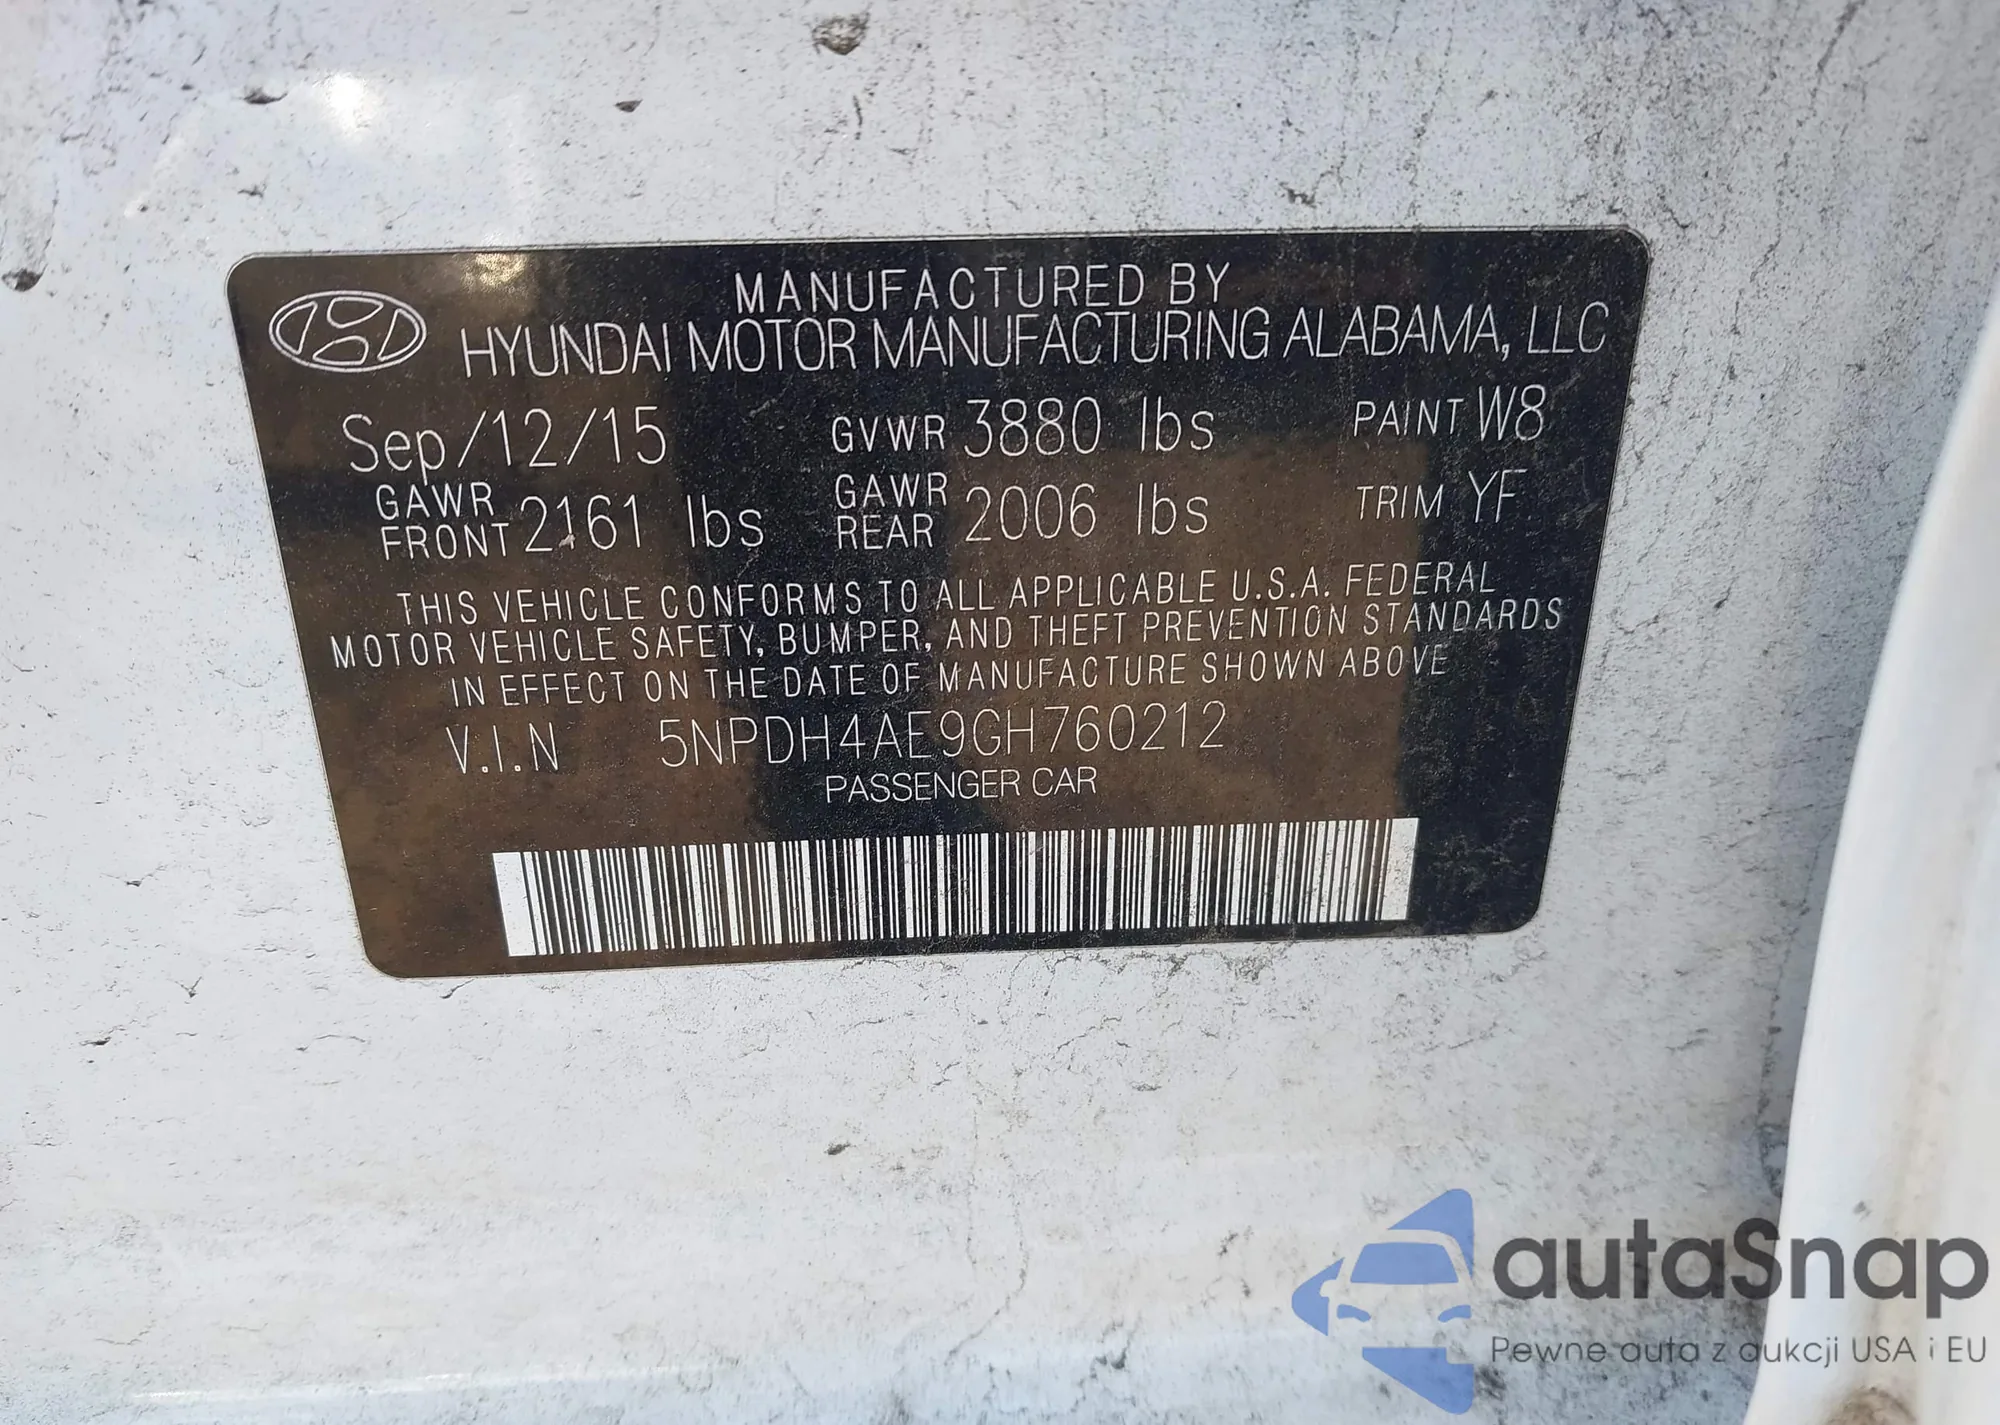 MANUFACTURED BY
HYUNDAI MOTOR MANUFACTURING ALABAMA, LLC
Sep/12/15 GVWR 3880 lbs PAINT W8
GAWR FRONT 2161 lbs GAWR REAR 2006 lbs TRIM YF
THIS VEHICLE CONFORMS TO ALL APPLICABLE U.S.A. FEDERAL
MOTOR VEHICLE SAFETY, BUMPER, AND THEFT PREVENTION STANDARDS
IN EFFECT ON THE DATE OF MANUFACTURE SHOWN ABOVE
V.I.N 5NPDH4AE9GH760212
PASSENGER CAR
autaSnap
Pewne auta z aukcji USA i EU